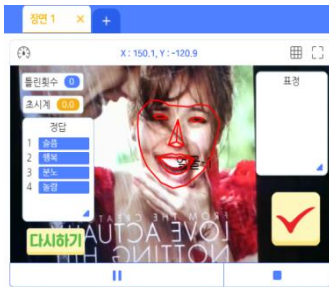 장면 1 × +
X : 150.1, Y : -120.9
틀린횟수 0
초시계 0.0
정답
1 슬픔
2 행복
3 분노
4 놀람
표정
다시하기
FROM THE CREAT
LOVE ACTUAL
NOTTING HIL